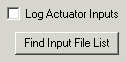 Log Actuator Inputs
Find Input File List